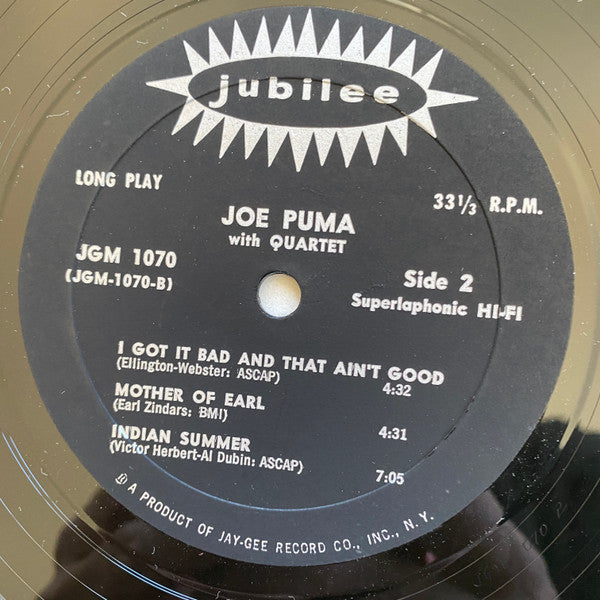 jubilee
LONG PLAY
33 1/3 R.P.M.
JOE PUMA
with QUARTET
JGM 1070
(JGM-1070-B)
Side 2
Superlaphonic HI-FI
I GOT IT BAD AND THAT AIN'T GOOD
(Ellington-Webster: ASCAP) 4:32
MOTHER OF EARL
(Earl Zindars: BMI) 4:31
INDIAN SUMMER
(Victor Herbert-Al Dubin: ASCAP) 7:05
A PRODUCT OF JAY-GEE RECORD CO., INC., N.Y.